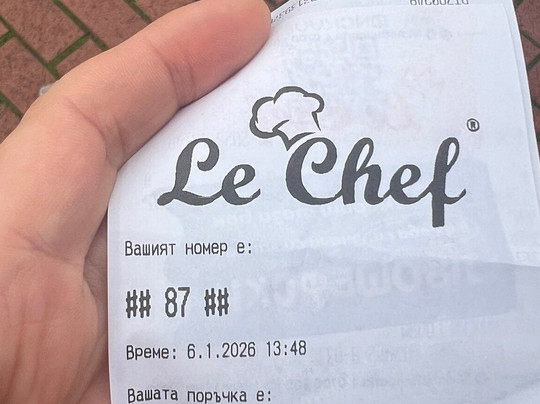 Le Chef®
Вашият номер е:
## 87 ##
Време: 6.1.2026 13:48
Вашата поръчка е: